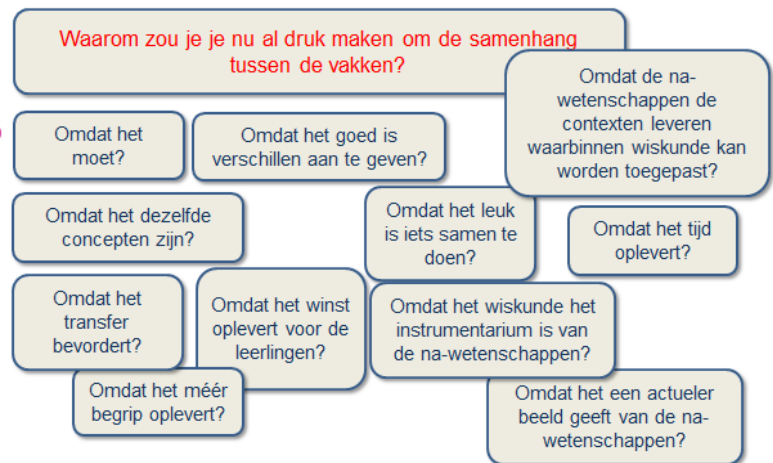 Waarom zou je je nu al druk maken om de samenhang
tussen de vakken?
Omdat de na-
wetenschappen de
contexten leveren
waarbinnen wiskunde kan
worden toegepast?
Omdat het
moet?
Omdat het goed is
verschillen aan te geven?
Omdat het dezelfde
concepten zijn?
Omdat het leuk
is iets samen te
doen?
Omdat het tijd
oplevert?
Omdat het
transfer
bevordert?
Omdat het winst
oplevert voor de
leerlingen?
Omdat het wiskunde het
instrumentarium is van
de na-wetenschappen?
Omdat het méér
begrip oplevert?
Omdat het een actueler
beeld geeft van de na-
wetenschappen?